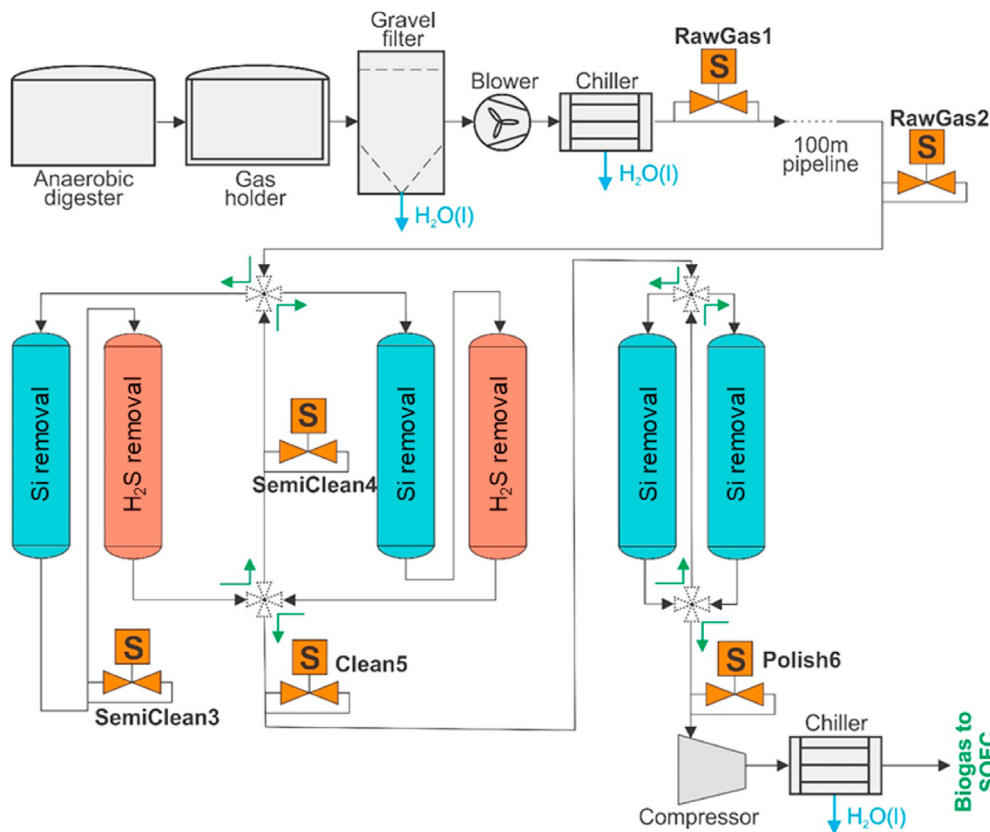 Gravel
filter
RawGas1
S
Blower
Chiller
RawGas2
S
100m
pipeline
Anaerobic
digester
Gas
holder
H₂O(l)
H₂O(l)
Si removal
H₂S removal
S
SemiClean4
Si removal
H₂S removal
Si removal
Si removal
S
SemiClean3
S
Clean5
S
Polish6
Chiller
Compressor
H₂O(l)
Biogas to
SOFC